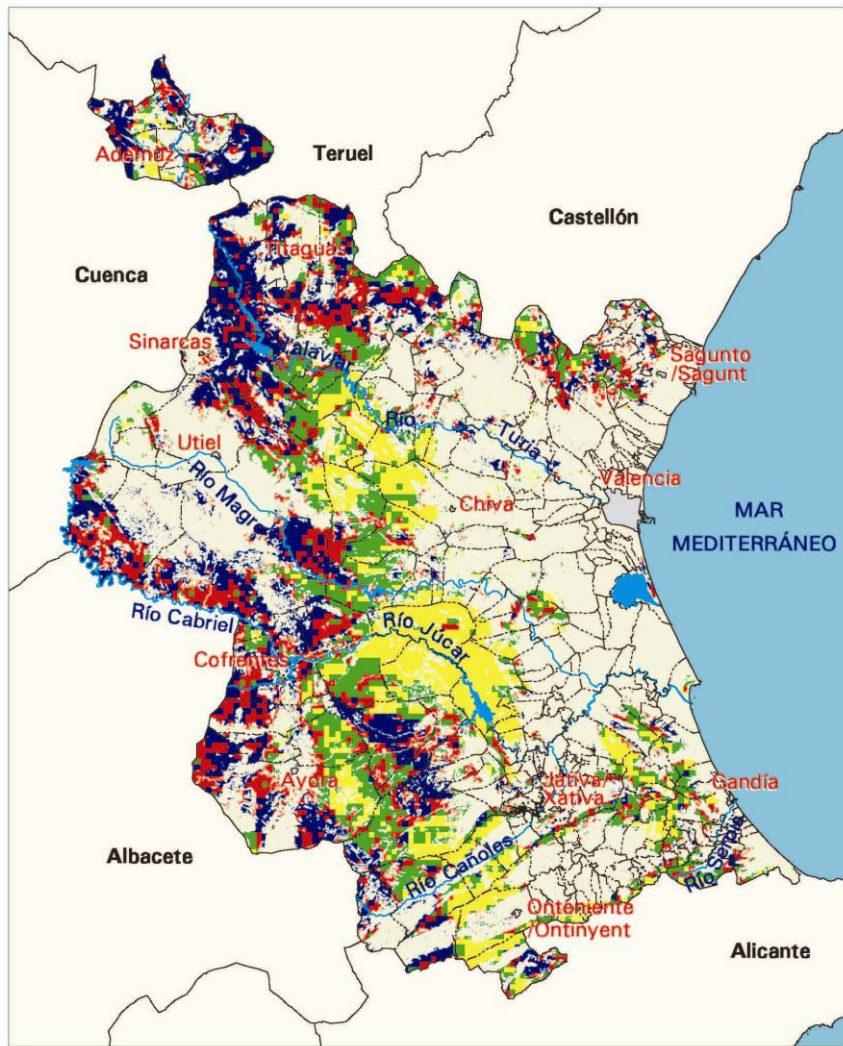 Ademuz
Teruel
Castellón
Titaguas
Cuenca
Sinarcas
Sagunto
/Sagunt
Utiel
Río
Turia
Valencia
Río Magro
Chiva
MAR
MEDITERRÁNEO
Río Cabriel
Río Júcar
Cofrentes
Ayora
Játiva/
Xátiva
Gandía
Albacete
Río Cañoles
Río Serpis
Onteniente
/Ontinyent
Alicante